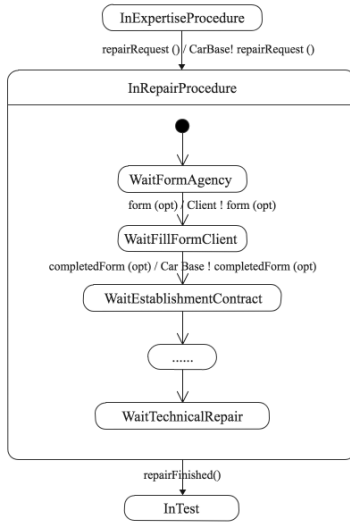 InExpertiseProcedure
repairRequest () / CarBase! repairRequest ()
InRepairProcedure
WaitFormAgency
form (opt) / Client ! form (opt)
WaitFillFormClient
completedForm (opt) / Car Base ! completedForm (opt)
WaitEstablishmentContract
......
WaitTechnicalRepair
repairFinished()
InTest